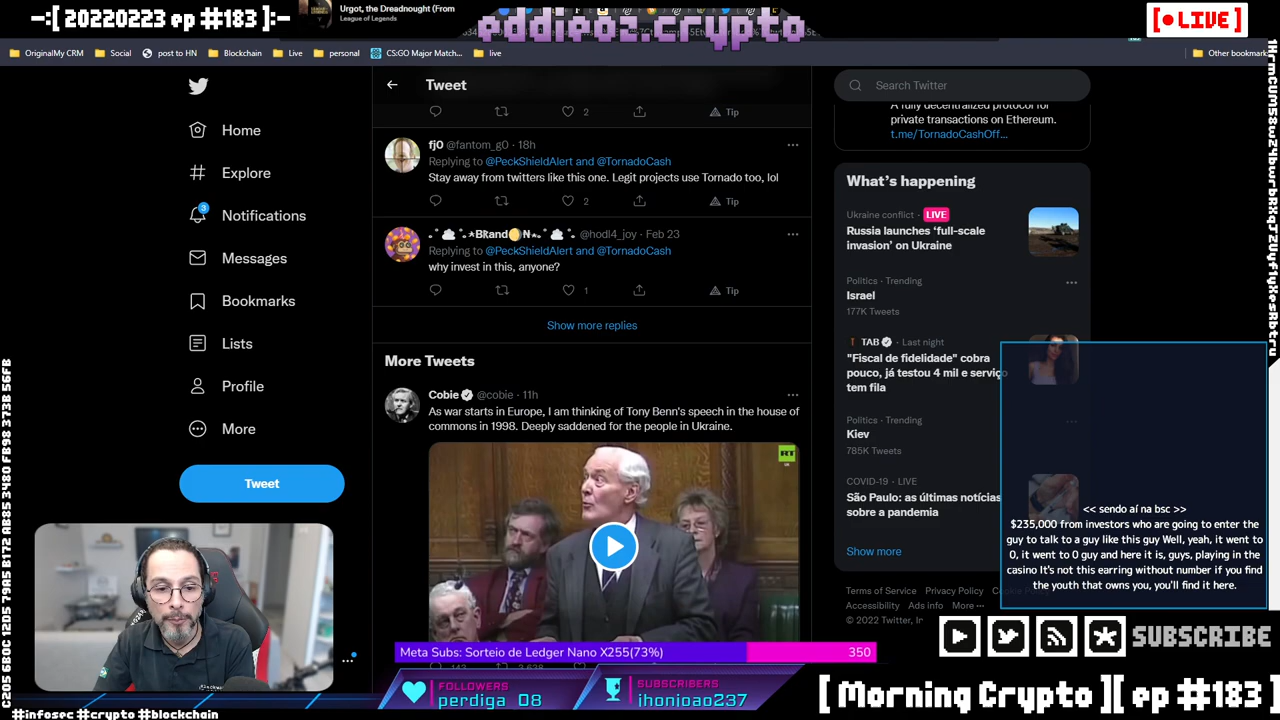 —:[ 20220223 ep #183 ]:—
Urgot, the Dreadnought (From
League of Legends
eddieoz.crypto
[● LIVE ]
OriginalMy CRM
Social
post to HN
Blockchain
Live
personal
CS:GO Match...
live
Other bookmark
Tweet
Search Twitter
Home
Explore
3
Notifications
Messages
Bookmarks
Lists
Profile
More
Tweet
2
Tip
fj0 @fantom_g0 · 18h
Replying to @PeckShieldAlert and @TornadoCash
Stay away from twitters like this one. Legit projects use Tornado too, lol
2
Tip
@hodl4_joy · Feb 23
Replying to @PeckShieldAlert and @TornadoCash
why invest in this, anyone?
1
Tip
Show more replies
More Tweets
Cobie @cobie · 11h
As war starts in Europe, I am thinking of Tony Benn's speech in the house of
commons in 1998. Deeply saddened for the people in Ukraine.
RT
A fully decentralized protocol for
private transactions on Ethereum.
t.me/TornadoCashOff...
What's happening
Ukraine conflict · LIVE
Russia launches 'full-scale
invasion' on Ukraine
Politics · Trending
Israel
177K Tweets
TAB · Last night
"Fiscal de fidelidade" cobra
pouco, já testou 4 mil e serviço
tem fila
Politics · Trending
Kiev
785K Tweets
COVID-19 · LIVE
São Paulo: as últimas notícias
sobre a pandemia
Show more
Terms of Service Privacy Policy
Accessibility Ads info More ···
© 2022 Twitter, In
<< sendo aí na bsc >>
$235,000 from investors who are going to enter the
guy to talk to a guy like this guy Well, yeah, it went to
0, it went to 0 guy and here it is, guys, playing in the
casino It's not this earring without number if you find
the youth that owns you, you'll find it here.
SUBSCRIBE
Meta Subs: Sorteio de Ledger Nano X255(73%)
350
FOLLOWERS
perdiga_08
SUBSCRIBERS
ihonjoao237
[ Morning Crypto ][ ep #183 ]
#infosec #crypto #blockchain